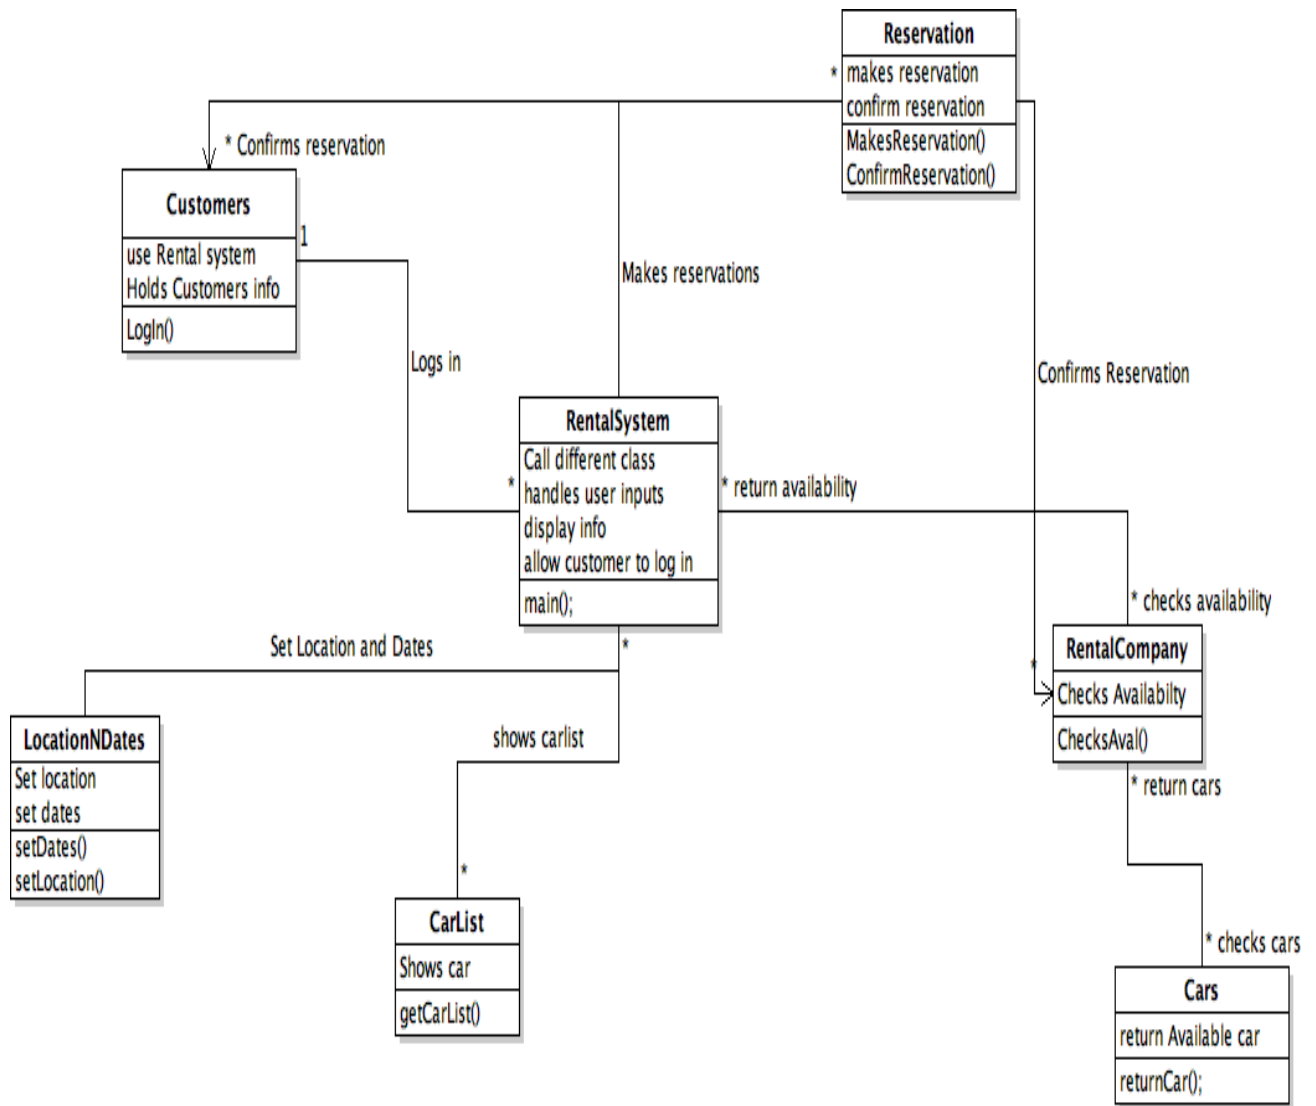 Reservation
makes reservation
confirm reservation
MakesReservation()
ConfirmReservation()
*
* Confirms reservation
Customers
use Rental system
Holds Customers info
LogIn()
1
Logs in
Makes reservations
Confirms Reservation
RentalSystem
Call different class
handles user inputs
display info
allow customer to log in
main();
*
* return availability
* checks availability
*
RentalCompany
Checks Availabilty
ChecksAval()
*
Set Location and Dates
LocationNDates
Set location
set dates
setDates()
setLocation()
shows carlist
*
CarList
Shows car
getCarList()
* return cars
* checks cars
Cars
return Available car
returnCar();